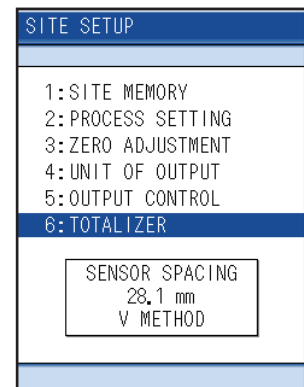 SITE SETUP
1:SITE MEMORY
2:PROCESS SETTING
3:ZERO ADJUSTMENT
4:UNIT OF OUTPUT
5:OUTPUT CONTROL
6:TOTALIZER
SENSOR SPACING
28.1 mm
V METHOD